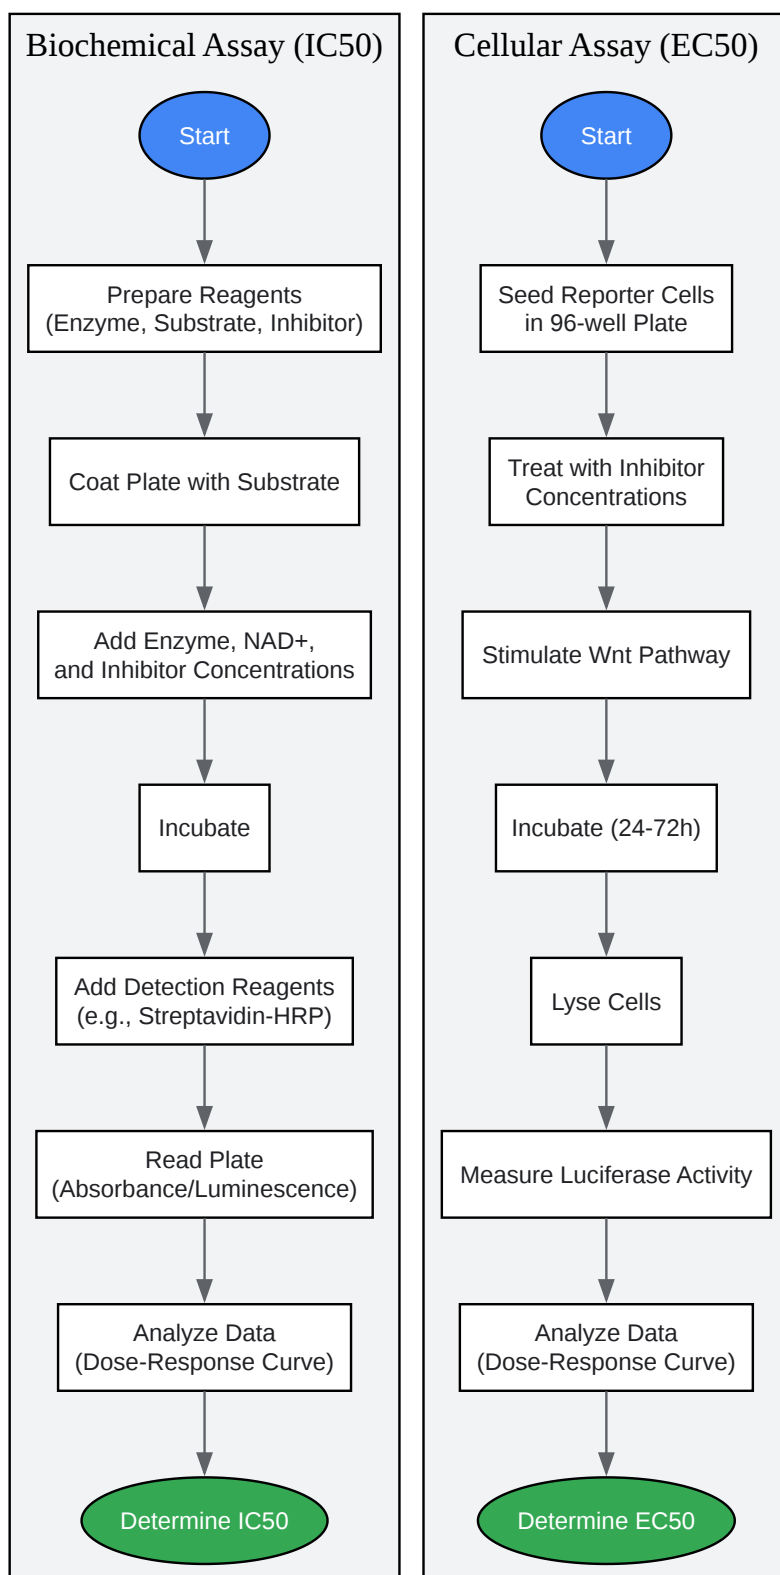 Biochemical Assay (IC50)
Start
Prepare Reagents
(Enzyme, Substrate, Inhibitor)
Coat Plate with Substrate
Add Enzyme, NAD+,
and Inhibitor Concentrations
Incubate
Add Detection Reagents
(e.g., Streptavidin-HRP)
Read Plate
(Absorbance/Luminescence)
Analyze Data
(Dose-Response Curve)
Determine IC50
Cellular Assay (EC50)
Start
Seed Reporter Cells
in 96-well Plate
Treat with Inhibitor
Concentrations
Stimulate Wnt Pathway
Incubate (24-72h)
Lyse Cells
Measure Luciferase Activity
Analyze Data
(Dose-Response Curve)
Determine EC50